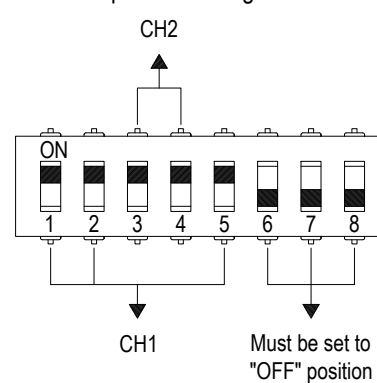 CH2
ON
1 2 3 4 5 6 7 8
CH1
Must be set to
"OFF" position